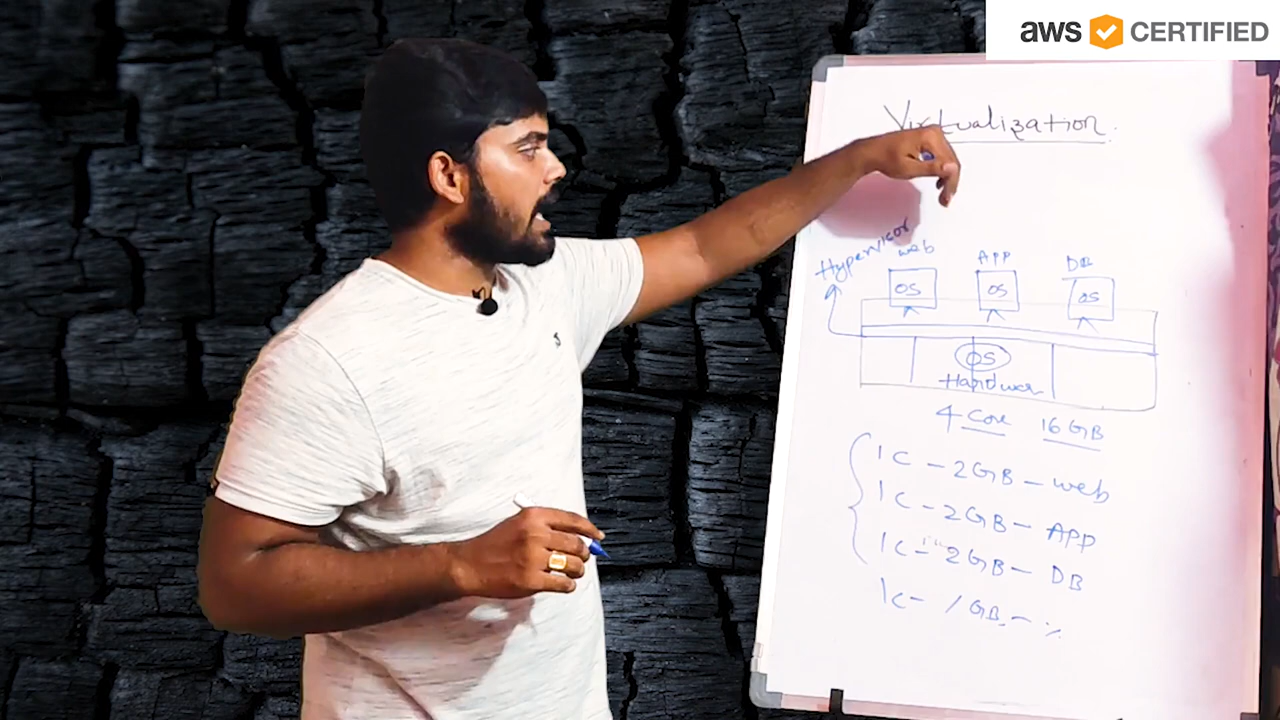 aws CERTIFIED
Virtualization
Hypervisor
web APP DB
OS OS OS
OS
Hardwer
4 Core 16 GB
1C - 2GB - web
1C - 2GB - APP
1C - 2GB - DB
1C - 1GB -